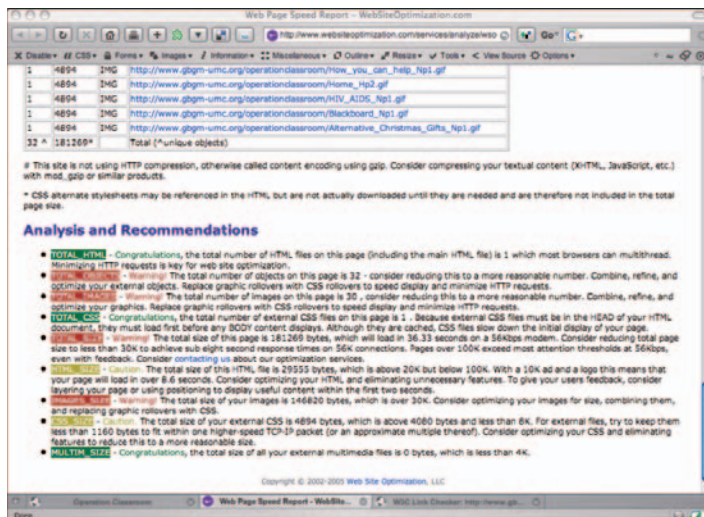 Web Page Speed Report – WebSiteOptimization.com
http://www.websiteoptimization.com/services/analyze/wso
Go
Disable CSS Forms Images Information Miscellaneous Outline Resize Tools View Source Options
1 4894 IMG http://www.gbgm-umc.org/operationclassroom/How_you_can_help_Np1.gif
1 4894 IMG http://www.gbgm-umc.org/operationclassroom/Home_Hp2.gif
1 4894 IMG http://www.gbgm-umc.org/operationclassroom/HIV_AIDS_Np1.gif
1 4894 IMG http://www.gbgm-umc.org/operationclassroom/Blackboard_Np1.gif
1 4894 IMG http://www.gbgm-umc.org/operationclassroom/Alternative_Christmas_Gifts_Np1.gif
32 ^ 181269* Total (^unique objects)
# This site is not using HTTP compression, otherwise called content encoding using gzip. Consider compressing your textual content (XHTML, JavaScript, etc.)
with mod_gzip or similar products.
* CSS alternate stylesheets may be referenced in the HTML but are not actually downloaded until they are needed and are therefore not included in the total
page size.
Analysis and Recommendations
• TOTAL_HTML - Congratulations, the total number of HTML files on this page (including the main HTML file) is 1 which most browsers can multithread.
Minimizing HTTP requests is key for web site optimization.
• TOTAL_OBJECTS - Warning! The total number of objects on this page is 32 - consider reducing this to a more reasonable number. Combine, refine, and
optimize your external objects. Replace graphic rollovers with CSS rollovers to speed display and minimize HTTP requests.
• TOTAL_IMAGES - Warning! The total number of images on this page is 30 , consider reducing this to a more reasonable number. Combine, refine, and
optimize your graphics. Replace graphic rollovers with CSS rollovers to speed display and minimize HTTP requests.
• TOTAL_CSS - Congratulations, the total number of external CSS files on this page is 1 . Because external CSS files must be in the HEAD of your HTML
document, they must load first before any BODY content displays. Although they are cached, CSS files slow down the initial display of your page.
• TOTAL_SIZE - Warning! The total size of this page is 181269 bytes, which will load in 36.33 seconds on a 56Kbps modem. Consider reducing total page
size to less than 30K to achieve sub eight second response times on 56K connections. Pages over 100K exceed most attention thresholds at 56Kbps,
even with feedback. Consider contacting us about our optimization services.
• HTML_SIZE - Caution. The total size of this HTML file is 29555 bytes, which is above 20K but below 100K. With a 10K ad and a logo this means that
your page will load in over 8.6 seconds. Consider optimizing your HTML and eliminating unnecessary features. To give your users feedback, consider
layering your page or using positioning to display useful content within the first two seconds.
• IMAGES_SIZE - Warning! The total size of your images is 146820 bytes, which is over 30K. Consider optimizing your images for size, combining them,
and replacing graphic rollovers with CSS.
• CSS_SIZE - Caution. The total size of your external CSS is 4894 bytes, which is above 4080 bytes and less than 8K. For external files, try to keep them
less than 1160 bytes to fit within one higher-speed TCP-IP packet (or an approximate multiple thereof). Consider optimizing your CSS and eliminating
features to reduce this to a more reasonable size.
• MULTIM_SIZE - Congratulations, the total size of all your external multimedia files is 0 bytes, which is less than 4K.
Copyright © 2002-2005 Web Site Optimization, LLC
Operation Classroom Web Page Speed Report – WebSite... W3C Link Checker: http://www.gb...
Done